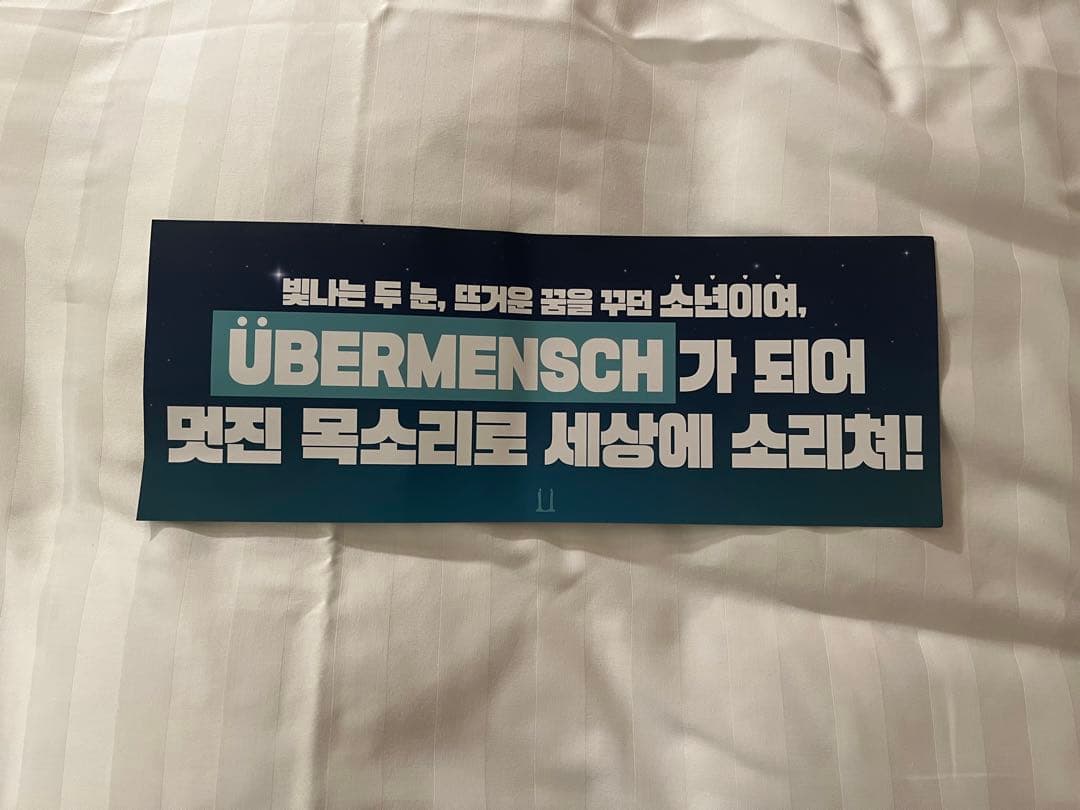 빛나는 두 눈, 뜨거운 꿈을 꾸던 소년이여,
ÜBERMENSCH 가 되어
멋진 목소리로 세상에 소리쳐!
Ü